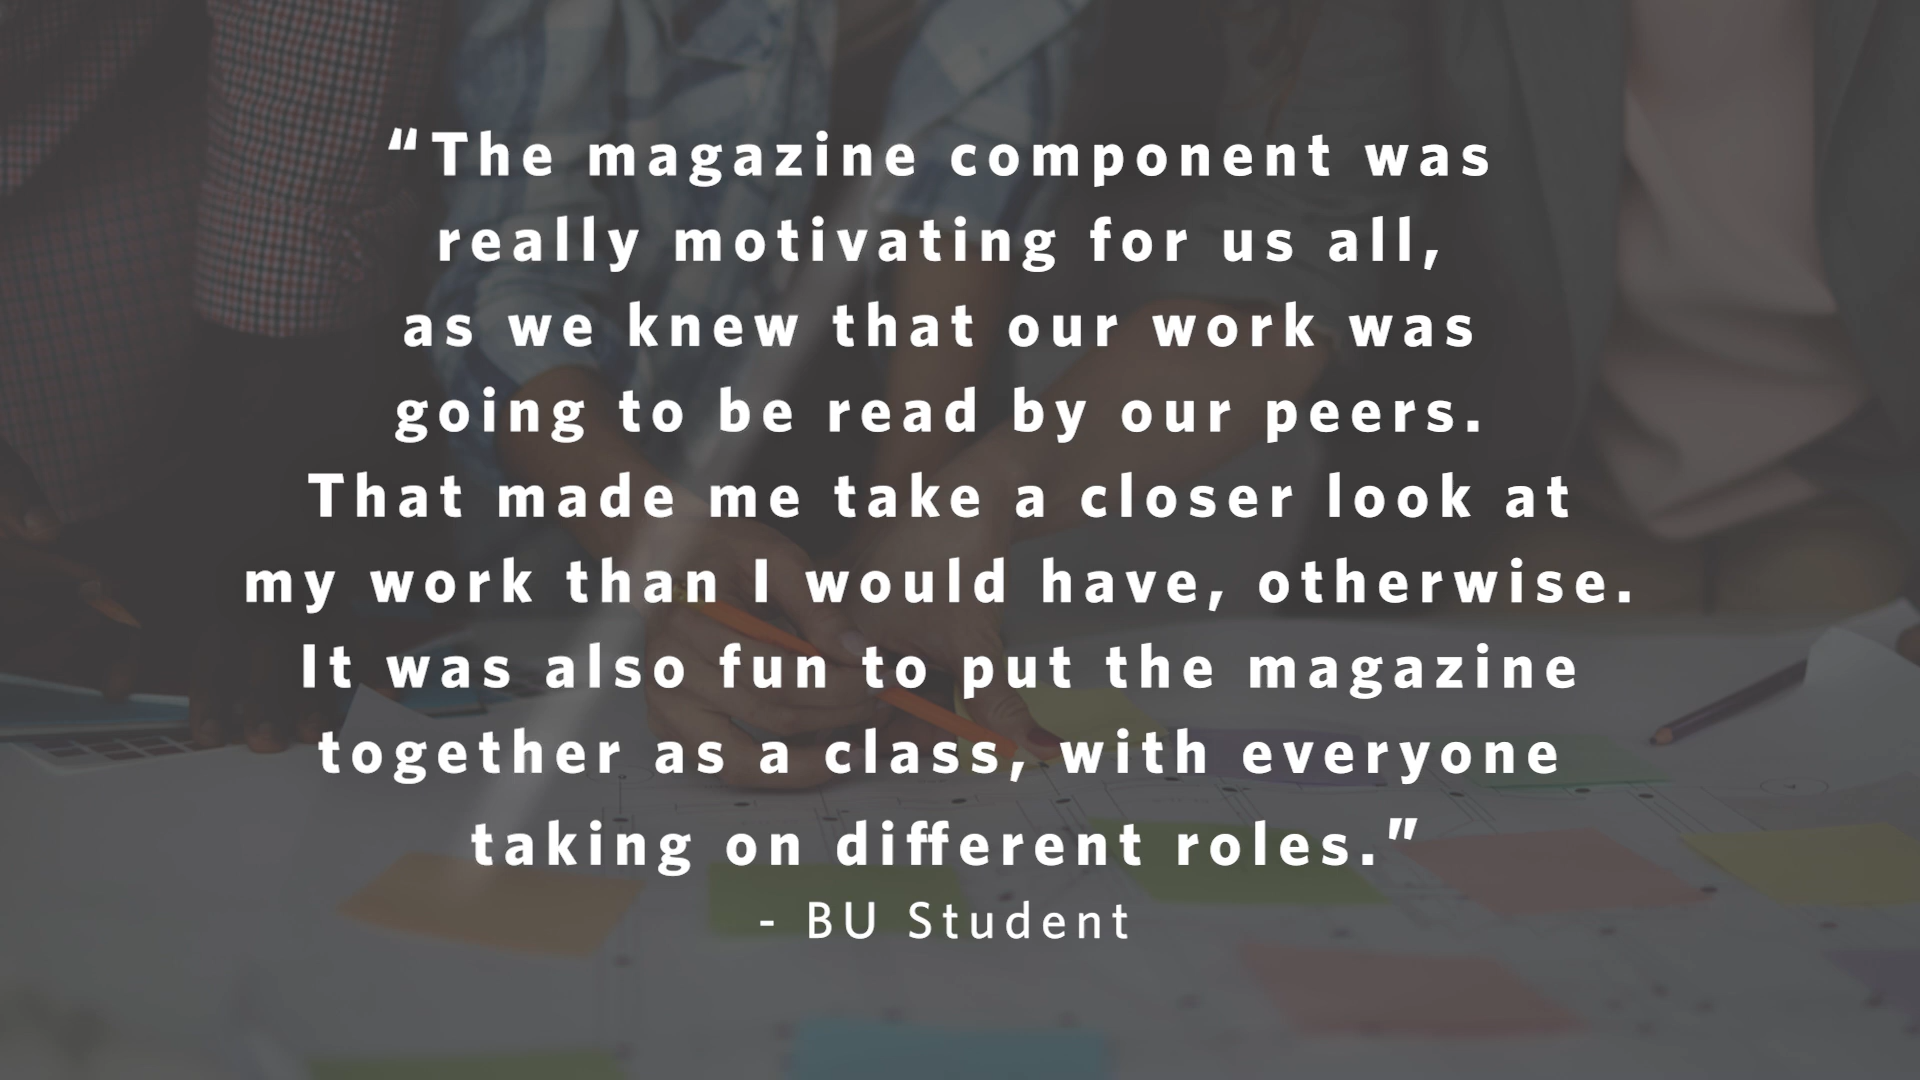 “The magazine component was
really motivating for us all,
as we knew that our work was
going to be read by our peers.
That made me take a closer look at
my work than I would have, otherwise.
It was also fun to put the magazine
together as a class, with everyone
taking on different roles.”
- BU Student